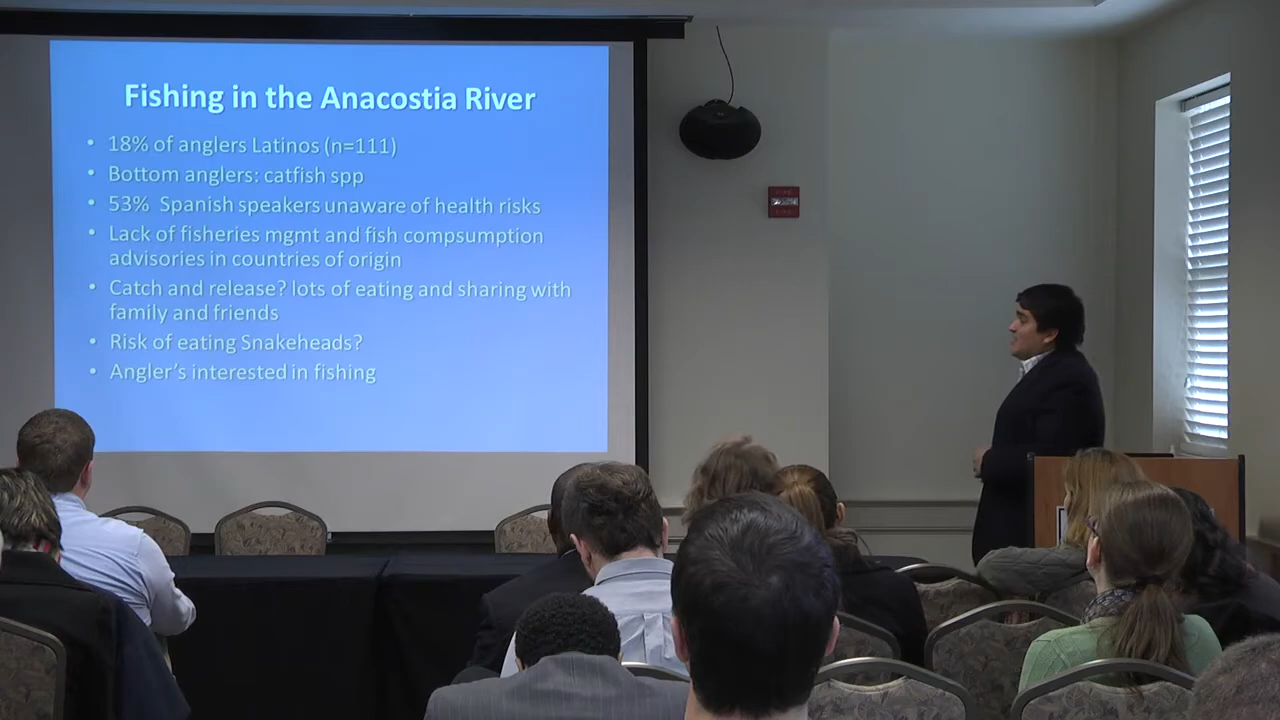 Fishing in the Anacostia River
• 18% of anglers Latinos (n=111)
• Bottom anglers: catfish spp
• 53% Spanish speakers unaware of health risks
• Lack of fisheries mgmt and fish compsumption
advisories in countries of origin
• Catch and release? lots of eating and sharing with
family and friends
• Risk of eating Snakeheads?
• Angler's interested in fishing